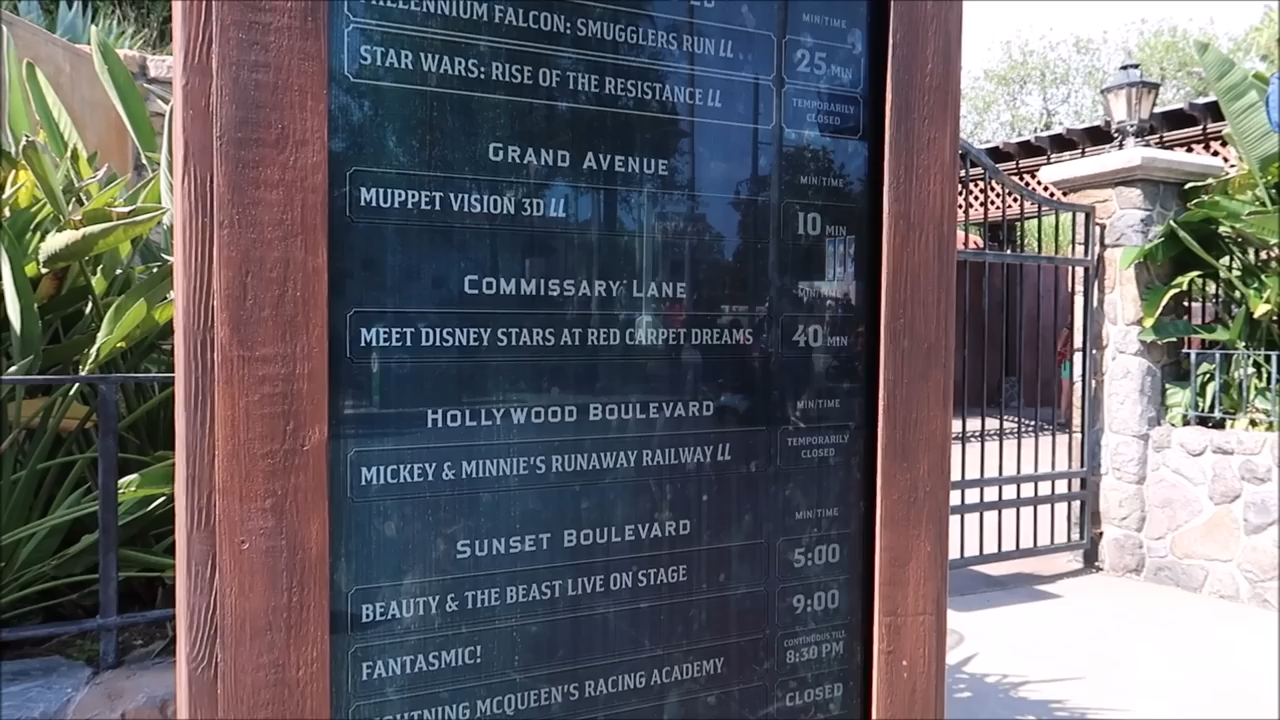 MILLENNIUM FALCON: SMUGGLERS RUN LL
MIN/TIME
25 MIN
STAR WARS: RISE OF THE RESISTANCE LL
TEMPORARILY
CLOSED
GRAND AVENUE
MIN/TIME
MUPPET VISION 3D LL
10 MIN
COMMISSARY LANE
MIN/TIME
MEET DISNEY STARS AT RED CARPET DREAMS
40 MIN
HOLLYWOOD BOULEVARD
MIN/TIME
MICKEY & MINNIE'S RUNAWAY RAILWAY LL
TEMPORARILY
CLOSED
SUNSET BOULEVARD
MIN/TIME
BEAUTY & THE BEAST LIVE ON STAGE
5:00
FANTASMIC!
9:00
LIGHTNING MCQUEEN'S RACING ACADEMY
CONTINUOUS TILL
8:30 PM
CLOSED